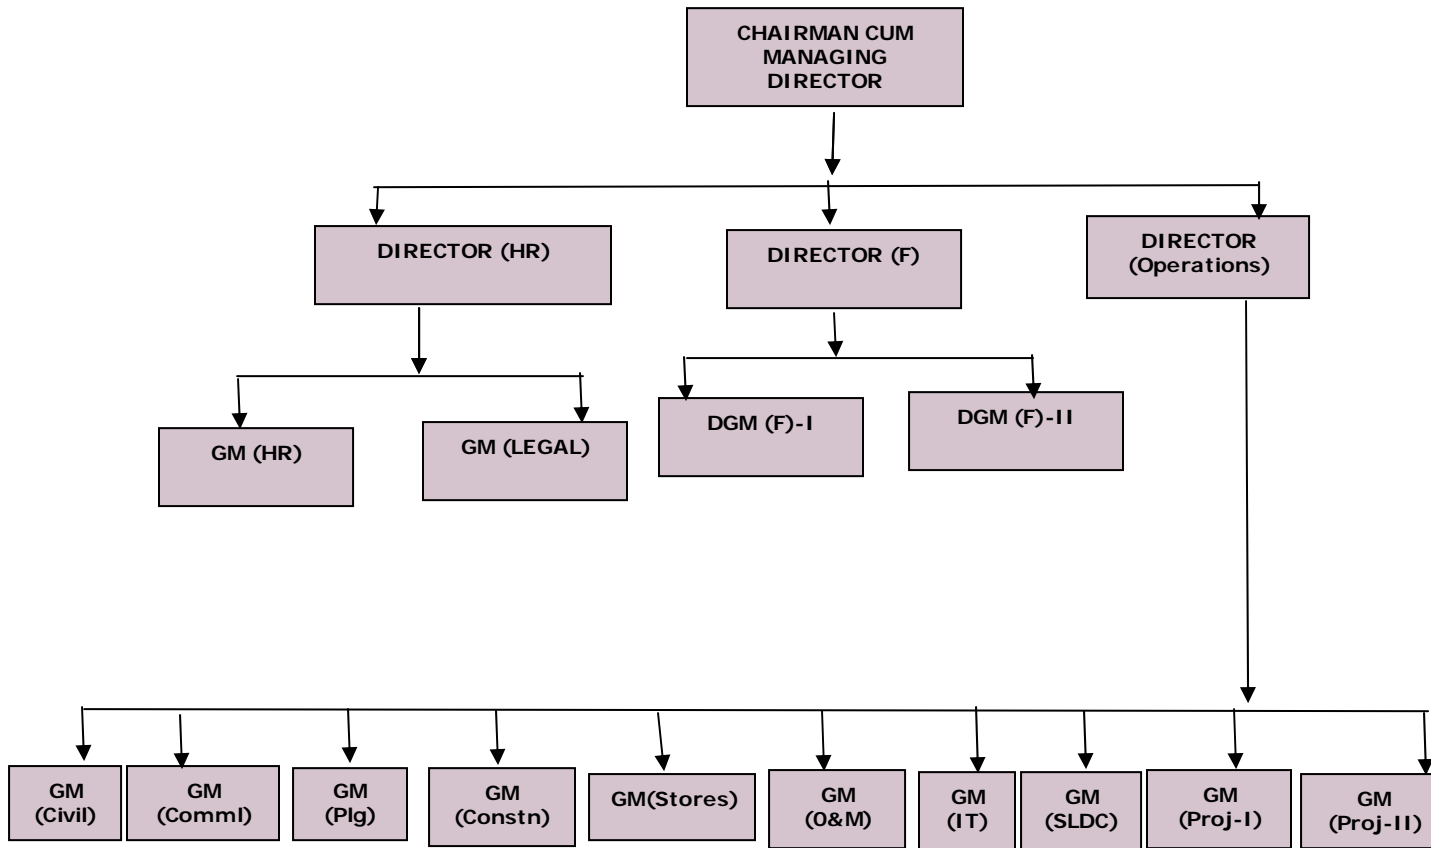 CHAIRMAN CUM
MANAGING
DIRECTOR
DIRECTOR (HR)
DIRECTOR (F)
DIRECTOR
(Operations)
GM (HR)
GM (LEGAL)
DGM (F)-I
DGM (F)-II
GM
(Civil)
GM
(Comml)
GM
(Plg)
GM
(Constn)
GM(Stores)
GM
(O&M)
GM
(IT)
GM
(SLDC)
GM
(Proj-I)
GM
(Proj-II)